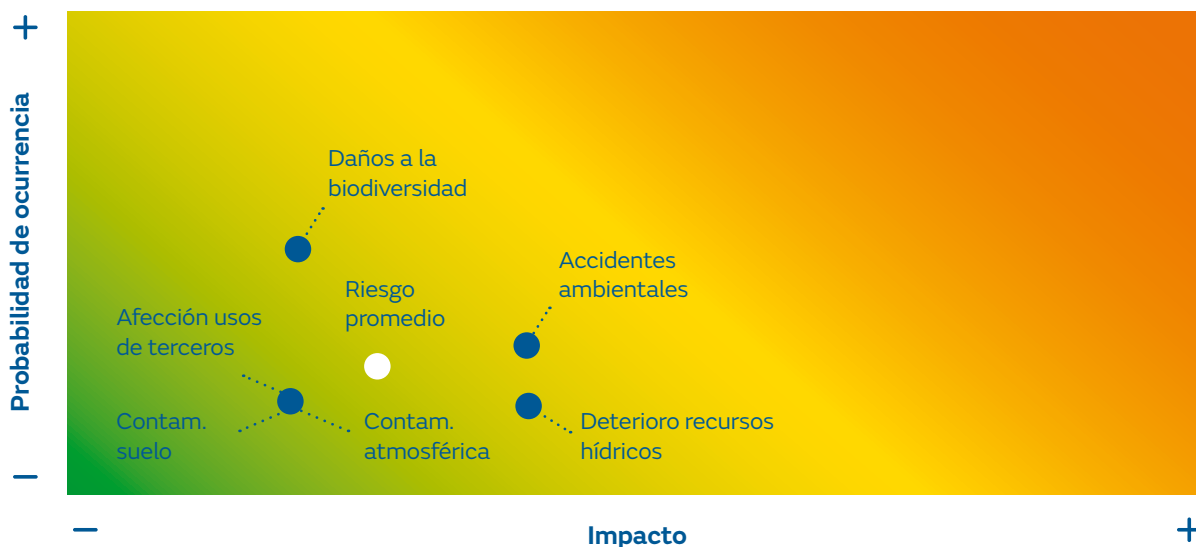 +
Probabilidad de ocurrencia
−
Daños a la
biodiversidad
Accidentes
ambientales
Riesgo
promedio
Afección usos
de terceros
Contam.
suelo
Contam.
atmosférica
Deterioro recursos
hídricos
−
Impacto
+